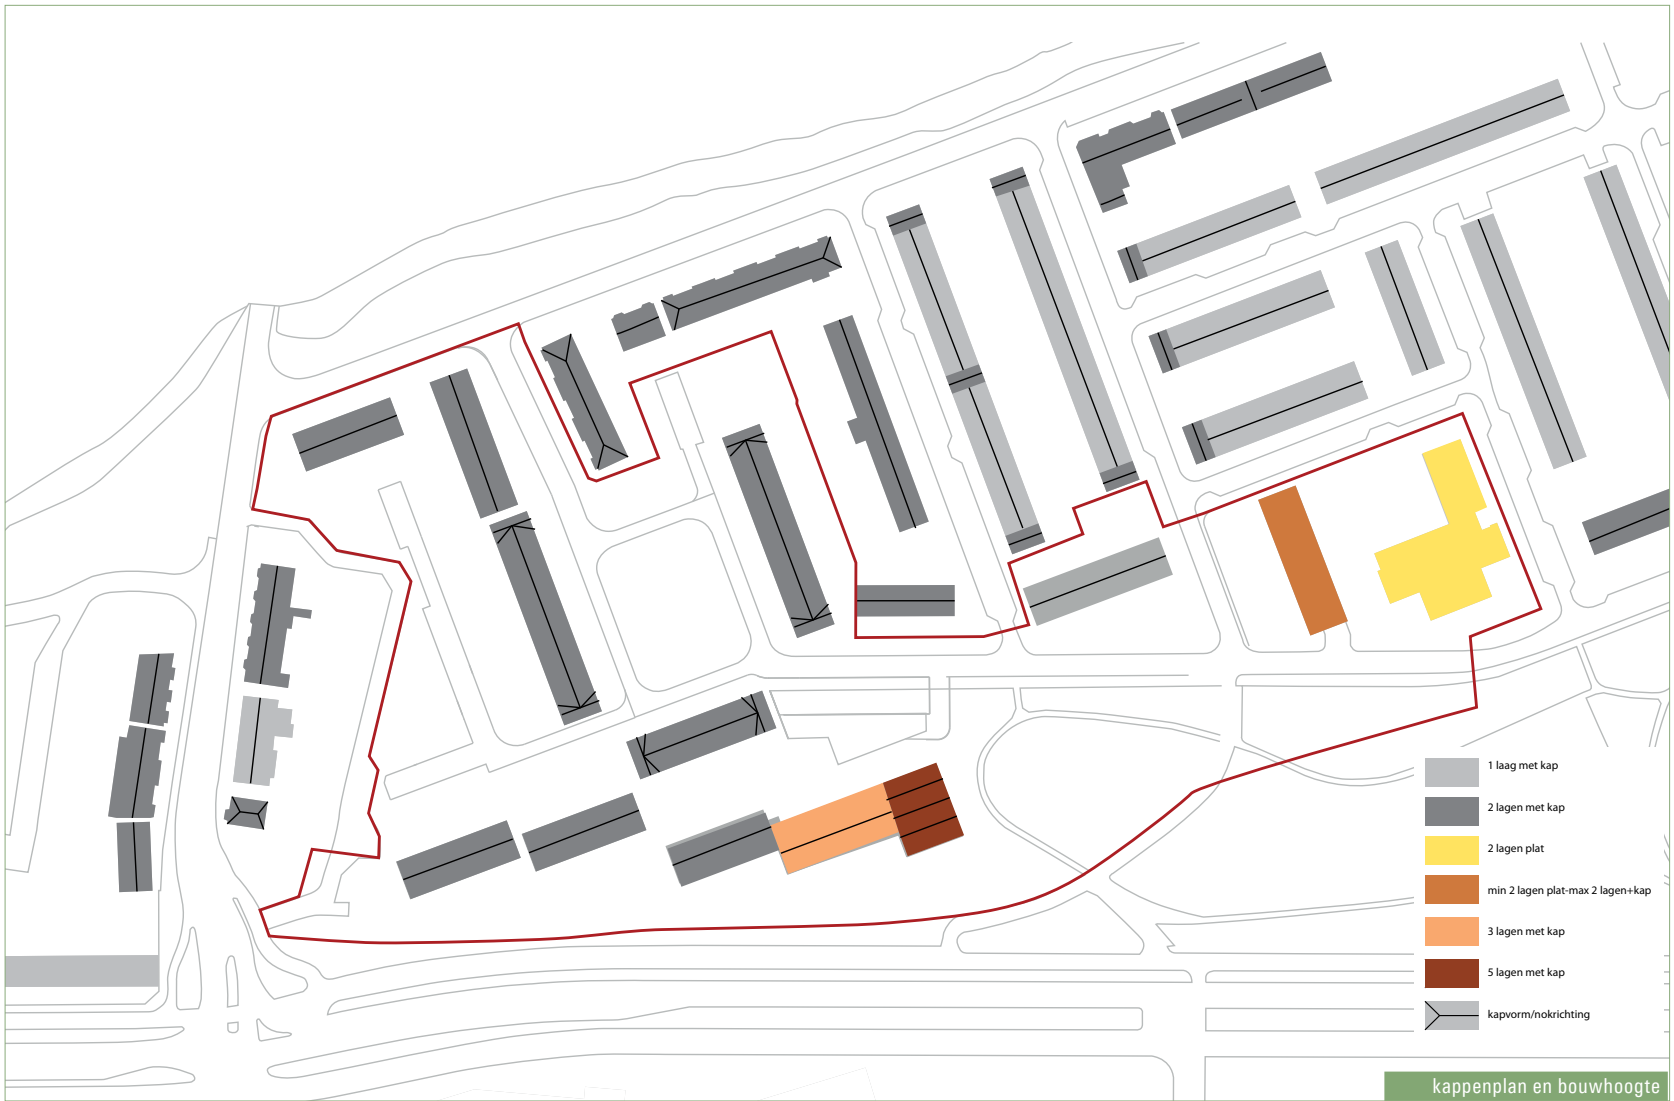 1 laag met kap
2 lagen met kap
2 lagen plat
min 2 lagen plat-max 2 lagen+kap
3 lagen met kap
5 lagen met kap
kapvorm/nokrichting
kappenplan en bouwhoogte